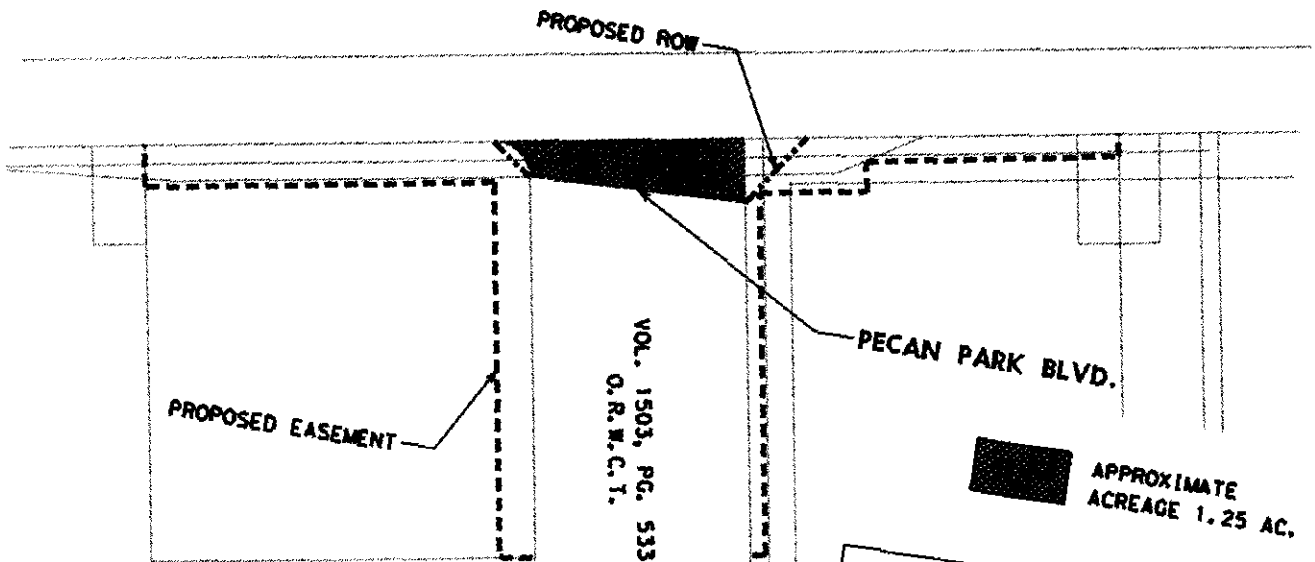 PROPOSED ROW
PECAN PARK BLVD.
PROPOSED EASEMENT
VOL. 1503, PG. 533
O.R.W.C.T.
APPROXIMATE
ACREAGE 1.25 AC.